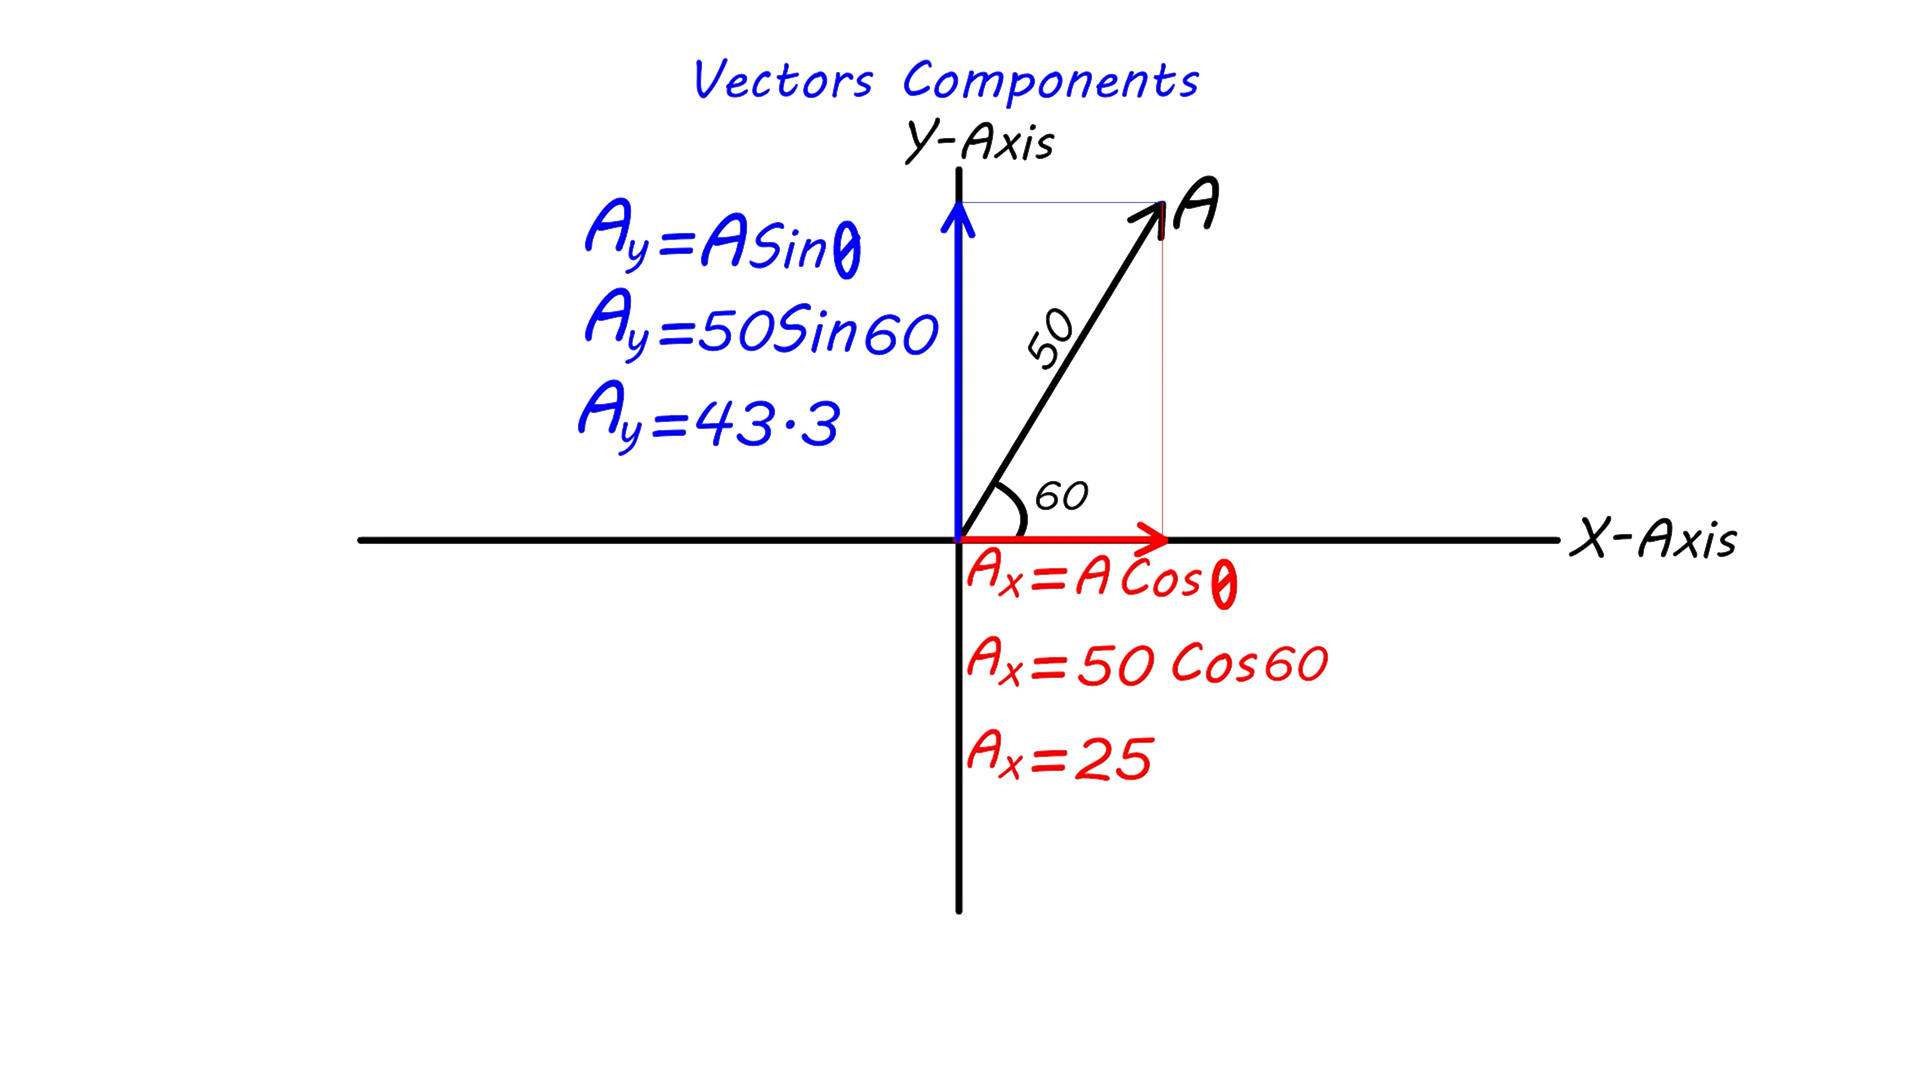 Vectors Components
Y-Axis
A
Ay=ASinθ
Ay=50Sin60
Ay=43·3
50
60
X-Axis
Ax=ACosθ
Ax=50 Cos60
Ax=25